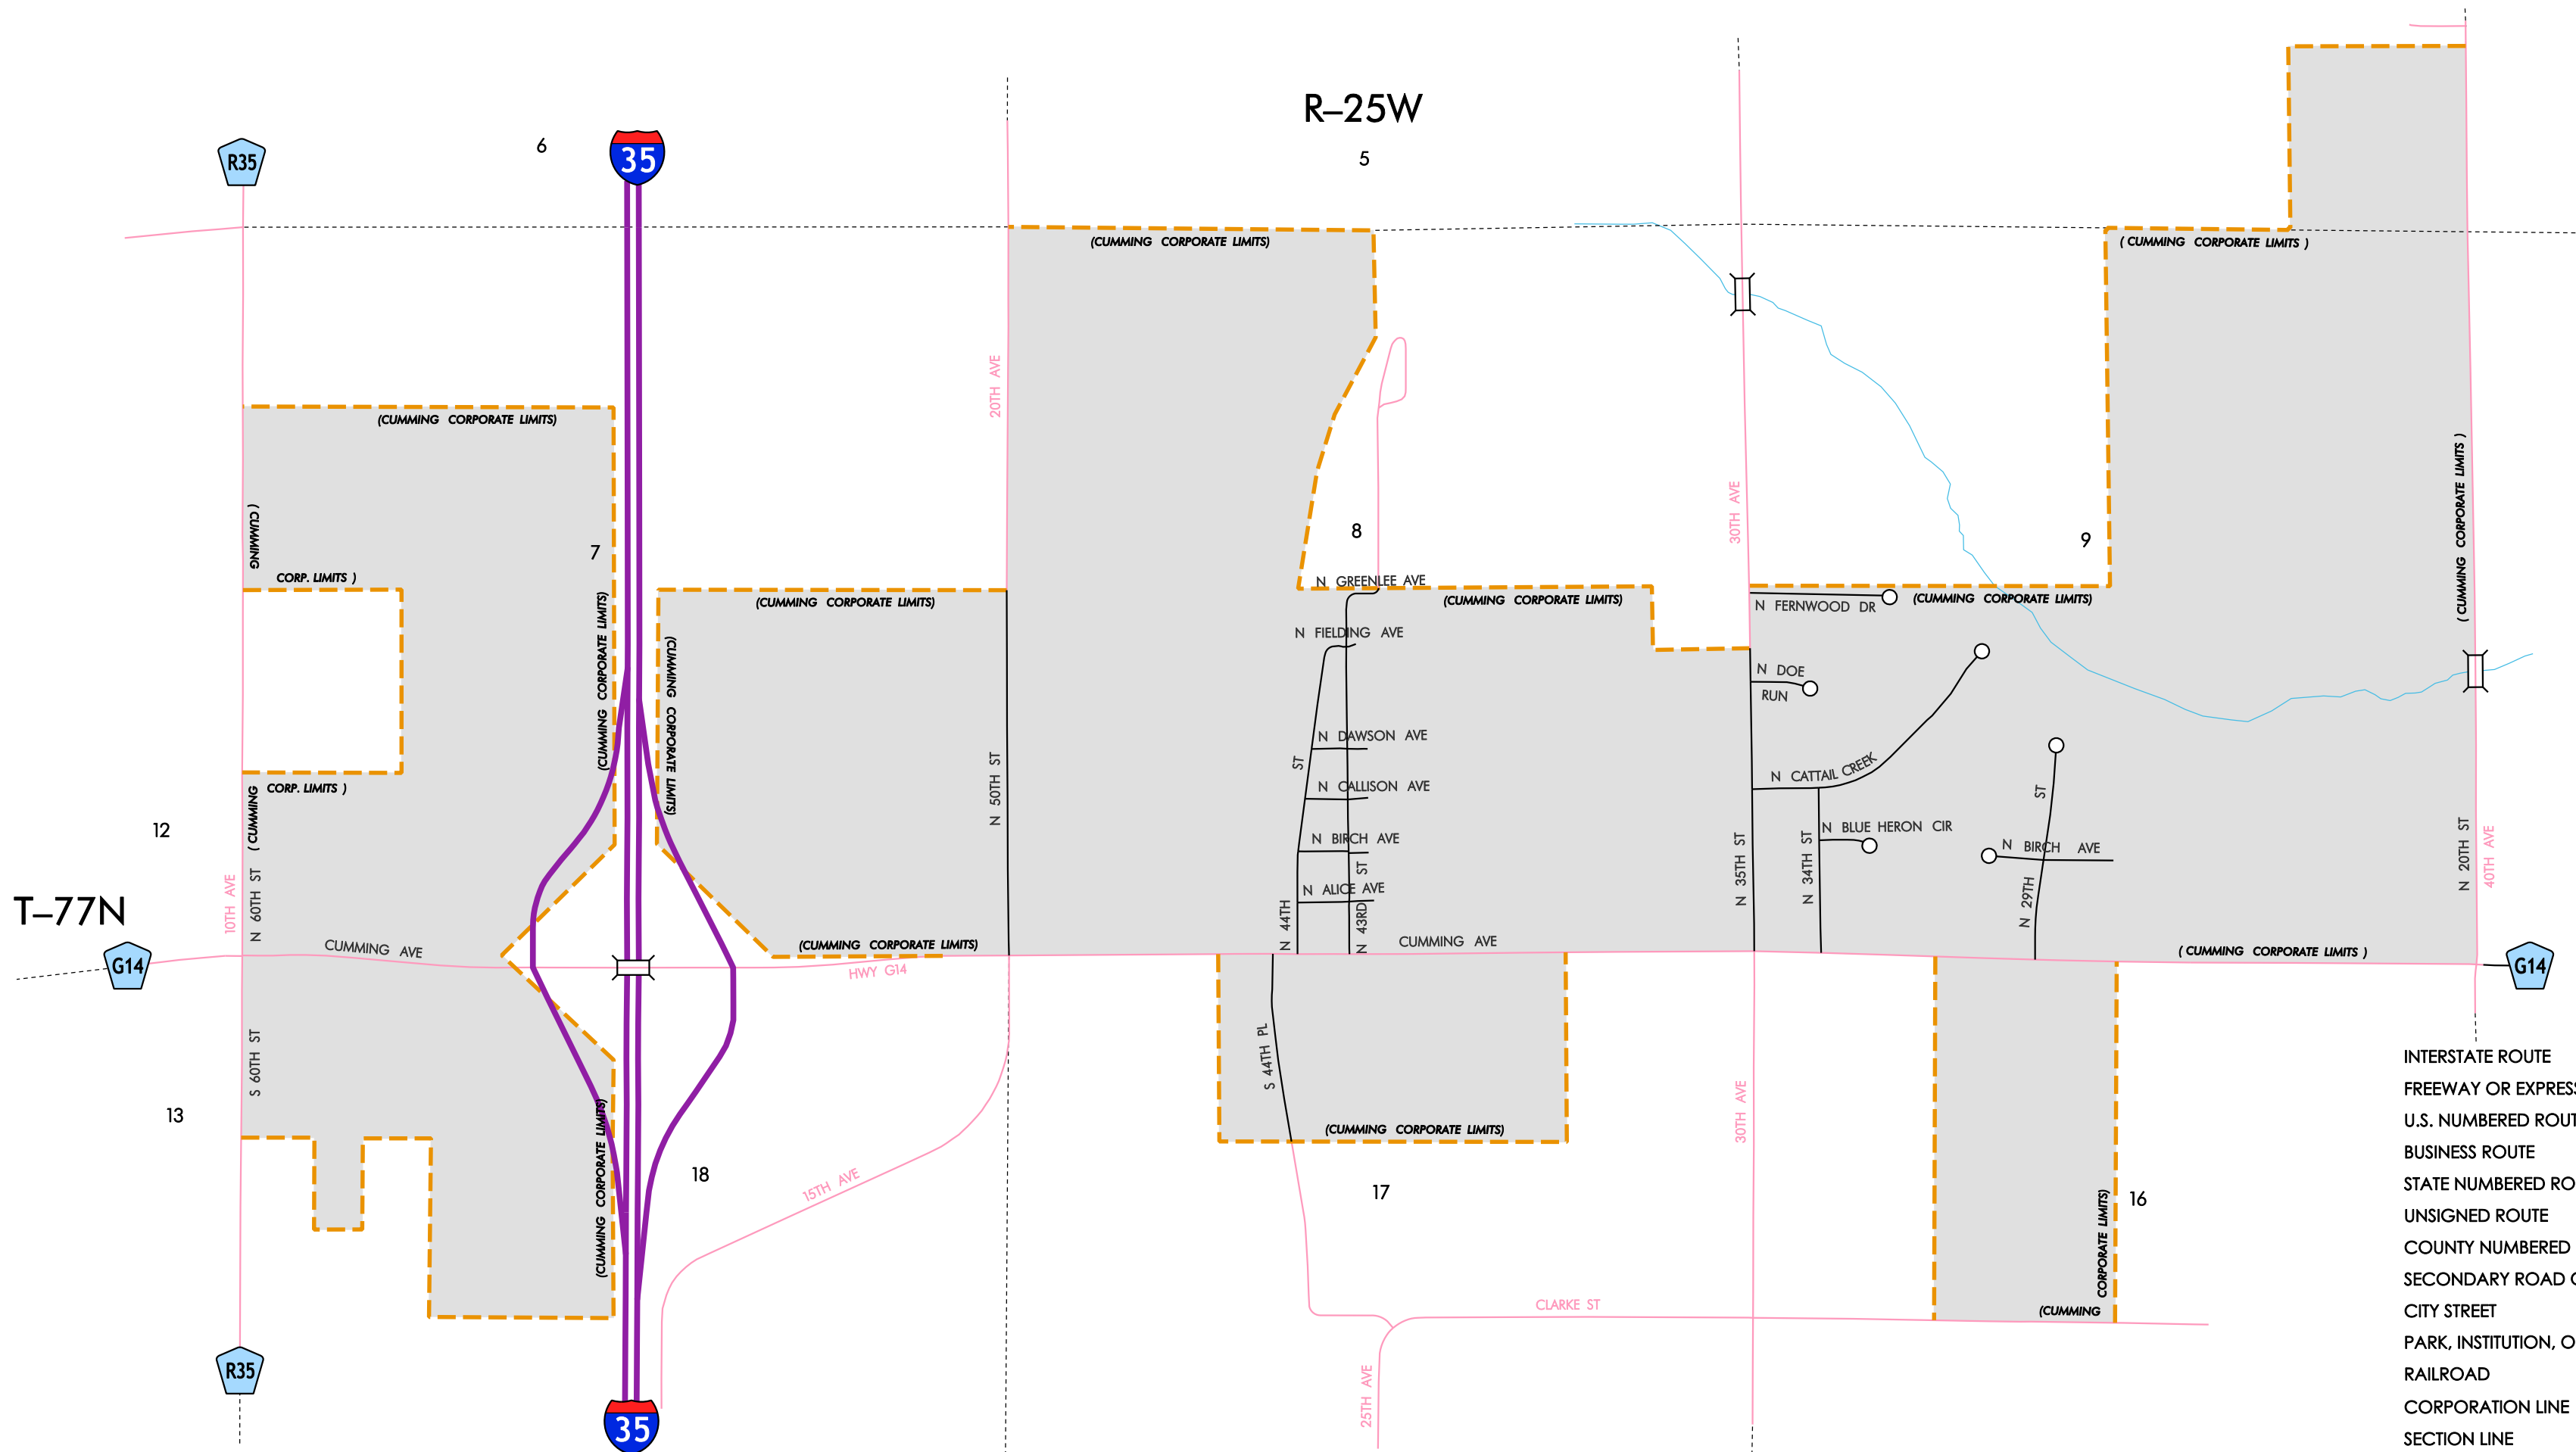 R–25W
6
5
R35
35
(CUMMING CORPORATE LIMITS)
( CUMMING CORPORATE LIMITS )
20TH AVE
(CUMMING CORPORATE LIMITS)
30TH AVE
( CUMMING CORPORATE LIMITS )
( CUMMING
CORP. LIMITS )
7
8
9
N GREENLEE AVE
(CUMMING CORPORATE LIMITS)
(CUMMING CORPORATE LIMITS)
(CUMMING CORPORATE LIMITS)
(CUMMING CORPORATE LIMITS)
(CUMMING CORPORATE LIMITS)
N FERNWOOD DR
(CUMMING CORPORATE LIMITS)
N FIELDING AVE
N DOE
RUN
N DAWSON AVE
N CATTAIL CREEK
N CALLISON AVE
( CUMMING
CORP. LIMITS )
N 50TH ST
12
N BIRCH AVE
N BLUE HERON CIR
N BIRCH AVE
N ALICE AVE
N 44TH ST
N 43RD ST
N 35TH ST
N 34TH ST
N 29TH ST
N 20TH ST
40TH AVE
T–77N
10TH AVE
N 60TH ST
CUMMING AVE
(CUMMING CORPORATE LIMITS)
CUMMING AVE
( CUMMING CORPORATE LIMITS )
G14
HWY G14
G14
S 60TH ST
S 44TH PL
13
(CUMMING CORPORATE LIMITS)
18
15TH AVE
(CUMMING CORPORATE LIMITS)
17
30TH AVE
16
(CUMMING CORPORATE LIMITS)
CLARKE ST
25TH AVE
R35
35
INTERSTATE ROUTE
FREEWAY OR EXPRESS
U.S. NUMBERED ROUT
BUSINESS ROUTE
STATE NUMBERED RO
UNSIGNED ROUTE
COUNTY NUMBERED
SECONDARY ROAD
CITY STREET
PARK, INSTITUTION, O
RAILROAD
CORPORATION LINE
SECTION LINE